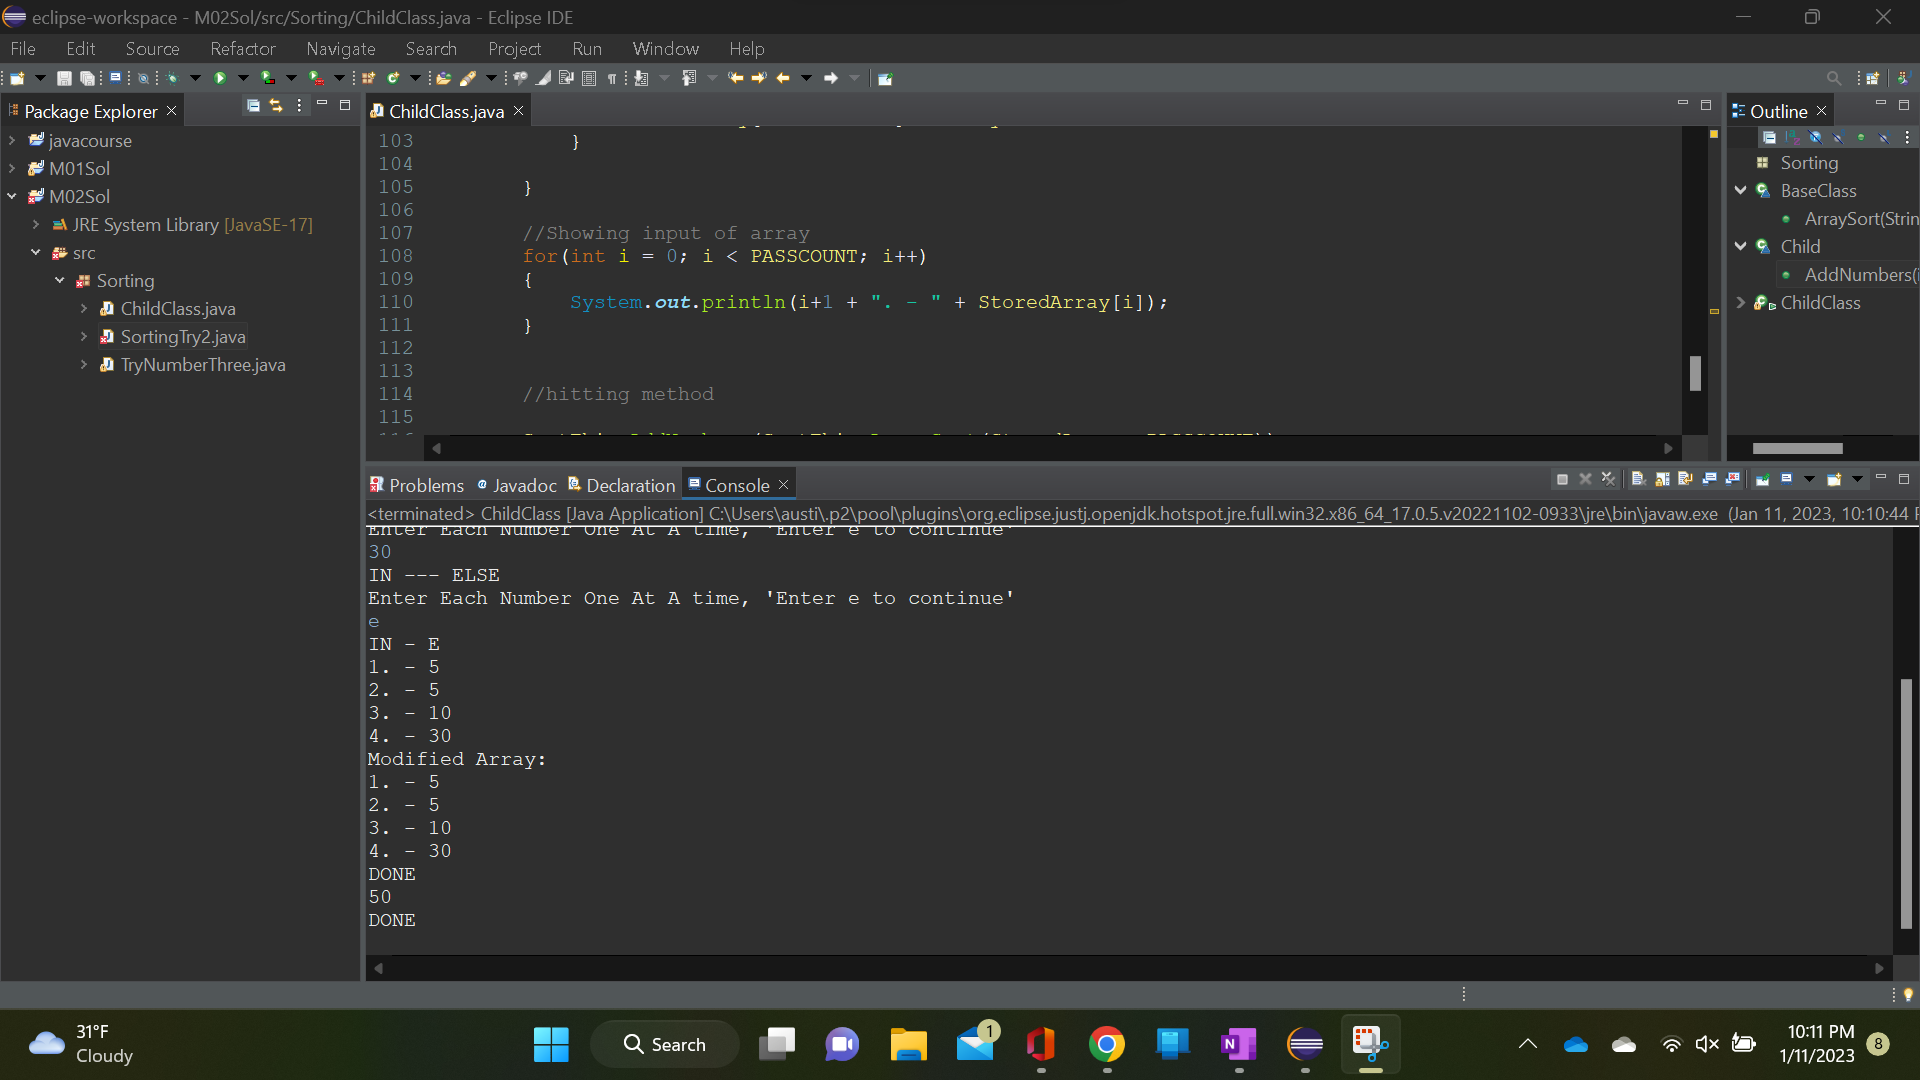 eclipse-workspace - M02Sol/src/Sorting/ChildClass.java - Eclipse IDE
File Edit Source Refactor Navigate Search Project Run Window Help
Package Explorer
javacourse
M01Sol
M02Sol
JRE System Library [JavaSE-17]
src
Sorting
ChildClass.java
SortingTry2.java
TryNumberThree.java
ChildClass.java
103 }
104
105 }
106
107 //Showing input of array
108 for(int i = 0; i < PASSCOUNT; i++)
109 {
110 System.out.println(i+1 + ". - " + StoredArray[i]);
111 }
112
113
114 //hitting method
115
Outline
Sorting
BaseClass
ArraySort(Strin
Child
AddNumbers(i
ChildClass
Problems Javadoc Declaration Console
<terminated> ChildClass [Java Application] C:\Users\austi\.p2\pool\plugins\org.eclipse.justj.openjdk.hotspot.jre.full.win32.x86_64_17.0.5.v20221102-0933\jre\bin\javaw.exe (Jan 11, 2023, 10:10:44 P
Enter Each Number One At A time, 'Enter e to continue'
30
IN --- ELSE
Enter Each Number One At A time, 'Enter e to continue'
e
IN - E
1. - 5
2. - 5
3. - 10
4. - 30
Modified Array:
1. - 5
2. - 5
3. - 10
4. - 30
DONE
50
DONE
31°F
Cloudy
Search
1
N
10:11 PM
1/11/2023
8